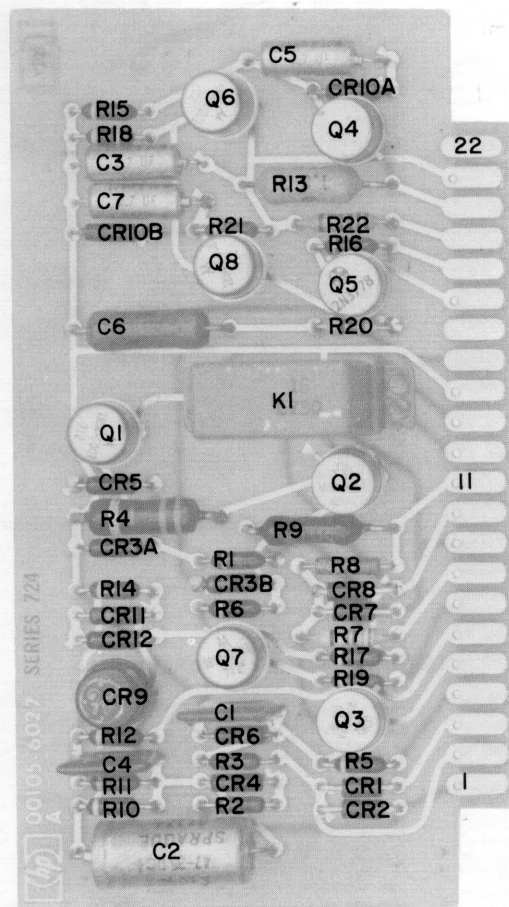 C5
CR10A
R15
Q6
Q4
R18
22
C3
R13
C7
R21
R22
CR10B
R16
Q8
Q5
2N3778
C6
R20
K1
Q1
CR5
Q2
11
R4
R9
CR3A
R1
R8
R14
CR3B
CR8
CR11
R6
CR7
CR12
R7
Q7
R17
R19
CR9
C1
Q3
R12
CR6
C4
R3
R5
R11
CR4
CR1
1
R10
R2
CR2
SPRAGUE
C2
hp 00105-6027 SERIES 724
A